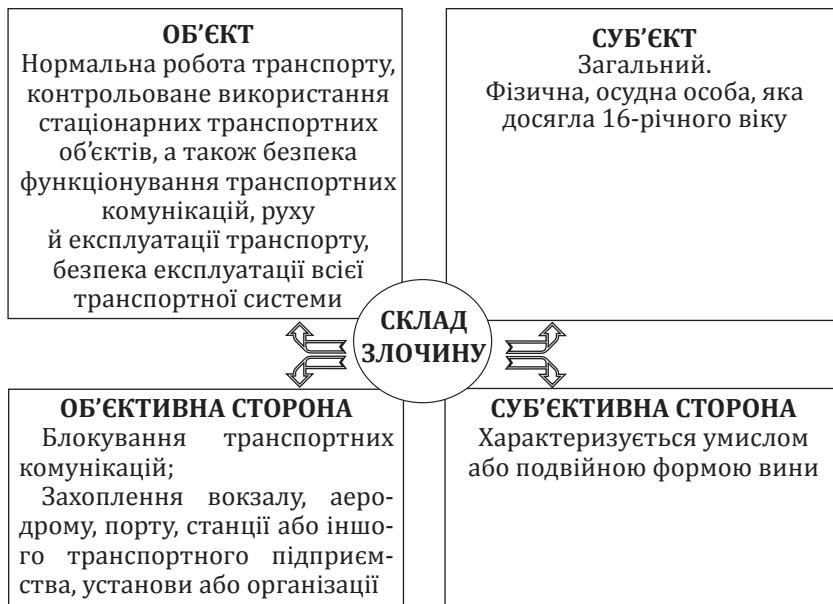 ОБ’ЄКТ
Нормальна робота транспорту,
контрольоване використання
стаціонарних транспортних
об’єктів, а також безпека
функціонування транспортних
комунікацій, руху
й експлуатації транспорту,
безпека експлуатації всієї
транспортної системи
СУБ’ЄКТ
Загальний.
Фізична, осудна особа, яка
досягла 16-річного віку
СКЛАД
ЗЛОЧИНУ
ОБ’ЄКТИВНА СТОРОНА
Блокування транспортних
комунікацій;
Захоплення вокзалу, аеро-
дрому, порту, станції або іншо-
го транспортного підприєм-
ства, установи або організації
СУБ’ЄКТИВНА СТОРОНА
Характеризується умислом
або подвійною формою вини